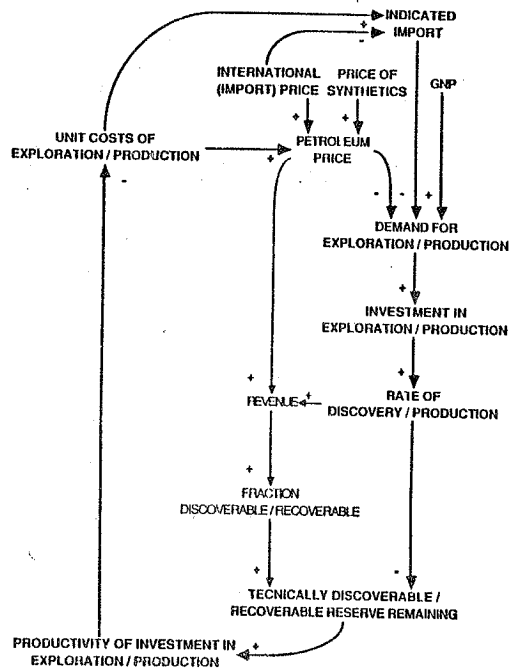 INDICATED
IMPORT
+
-
INTERNATIONAL
(IMPORT) PRICE
PRICE OF
SYNTHETICS
GNP
+
+
UNIT COSTS OF
EXPLORATION / PRODUCTION
+
PETROLEUM
PRICE
-
-
-
+
DEMAND FOR
EXPLORATION / PRODUCTION
+
INVESTMENT IN
EXPLORATION / PRODUCTION
+
+
REVENUE
+
RATE OF
DISCOVERY / PRODUCTION
+
FRACTION
DISCOVERABLE / RECOVERABLE
+
-
TECNICALLY DISCOVERABLE /
RECOVERABLE RESERVE REMAINING
PRODUCTIVITY OF INVESTMENT IN
EXPLORATION / PRODUCTION
+